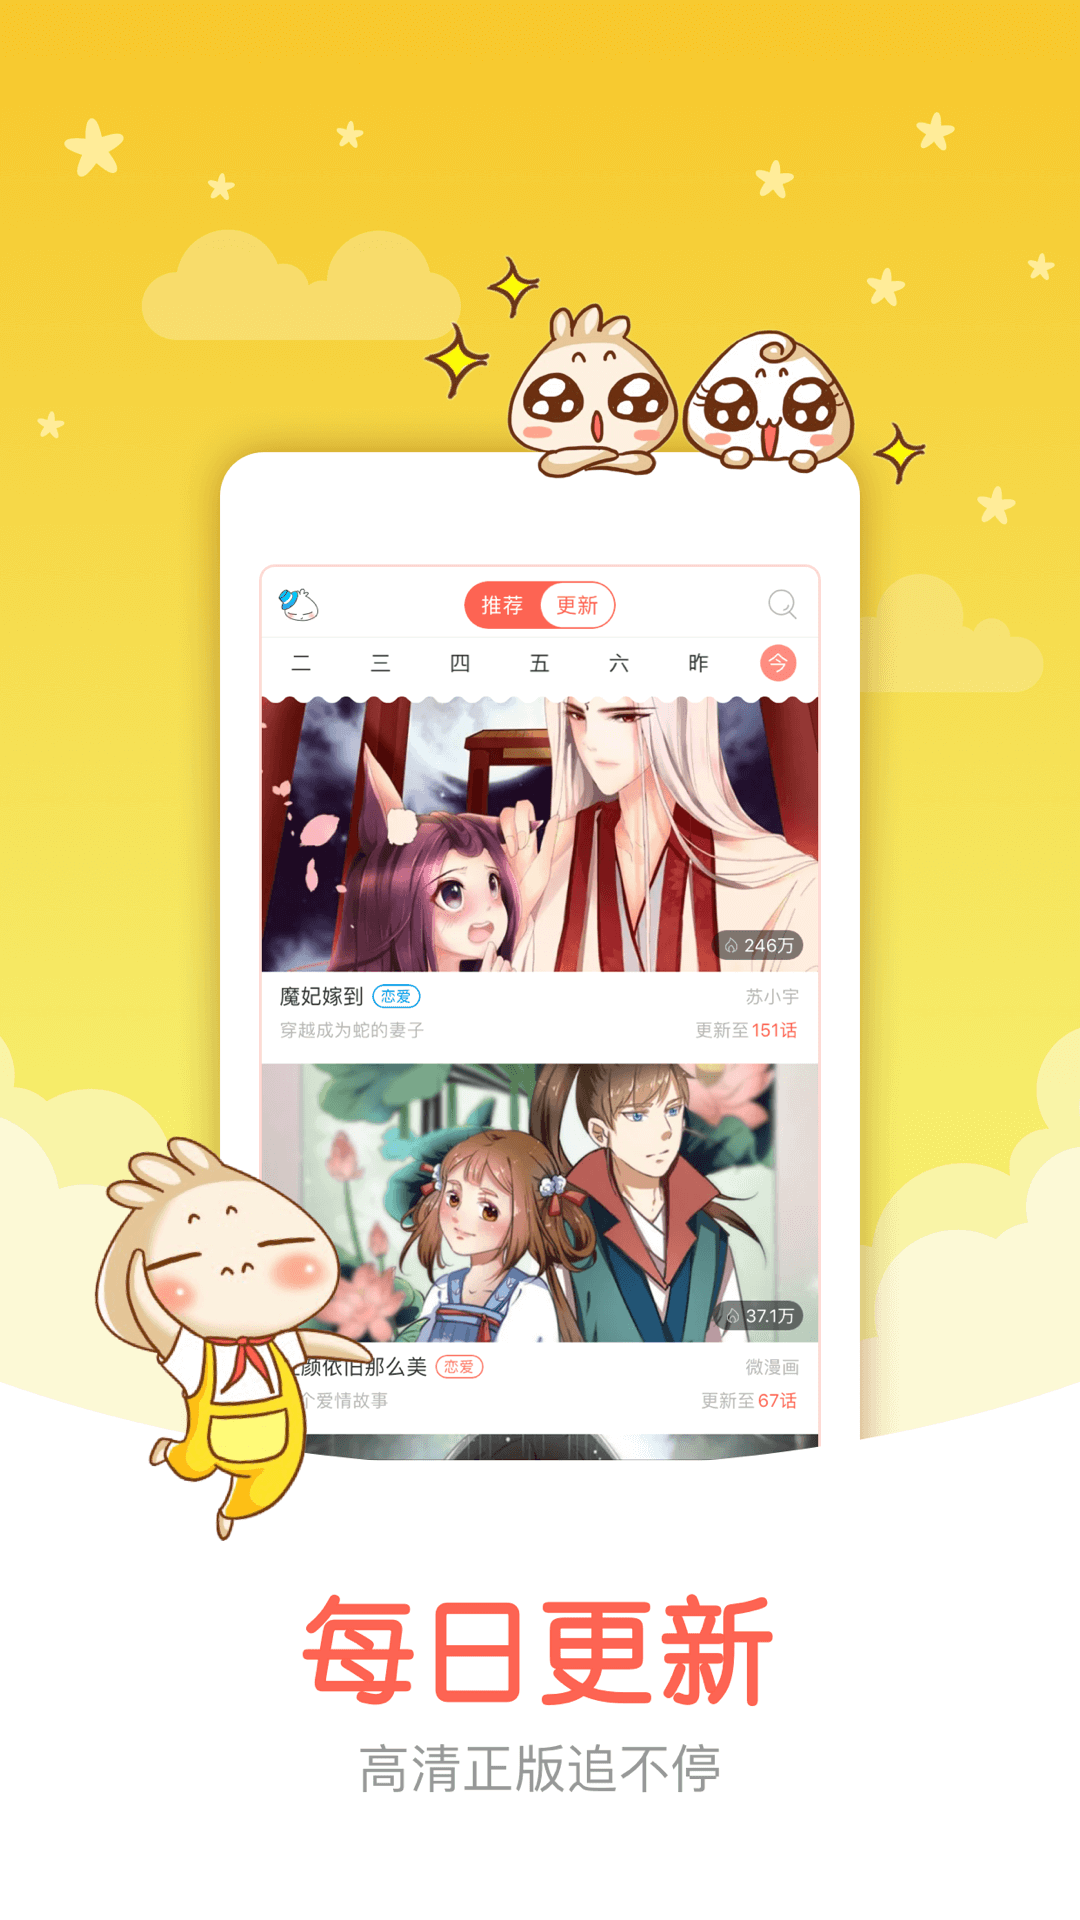 推荐 更新
二 三 四 五 六 昨 今
246万
魔妃嫁到 恋爱 苏小宇
穿越成为蛇的妻子 更新至151话
37.1万
颜依旧那么美 恋爱 微漫画
个爱情故事 更新至67话
每日更新
高清正版追不停